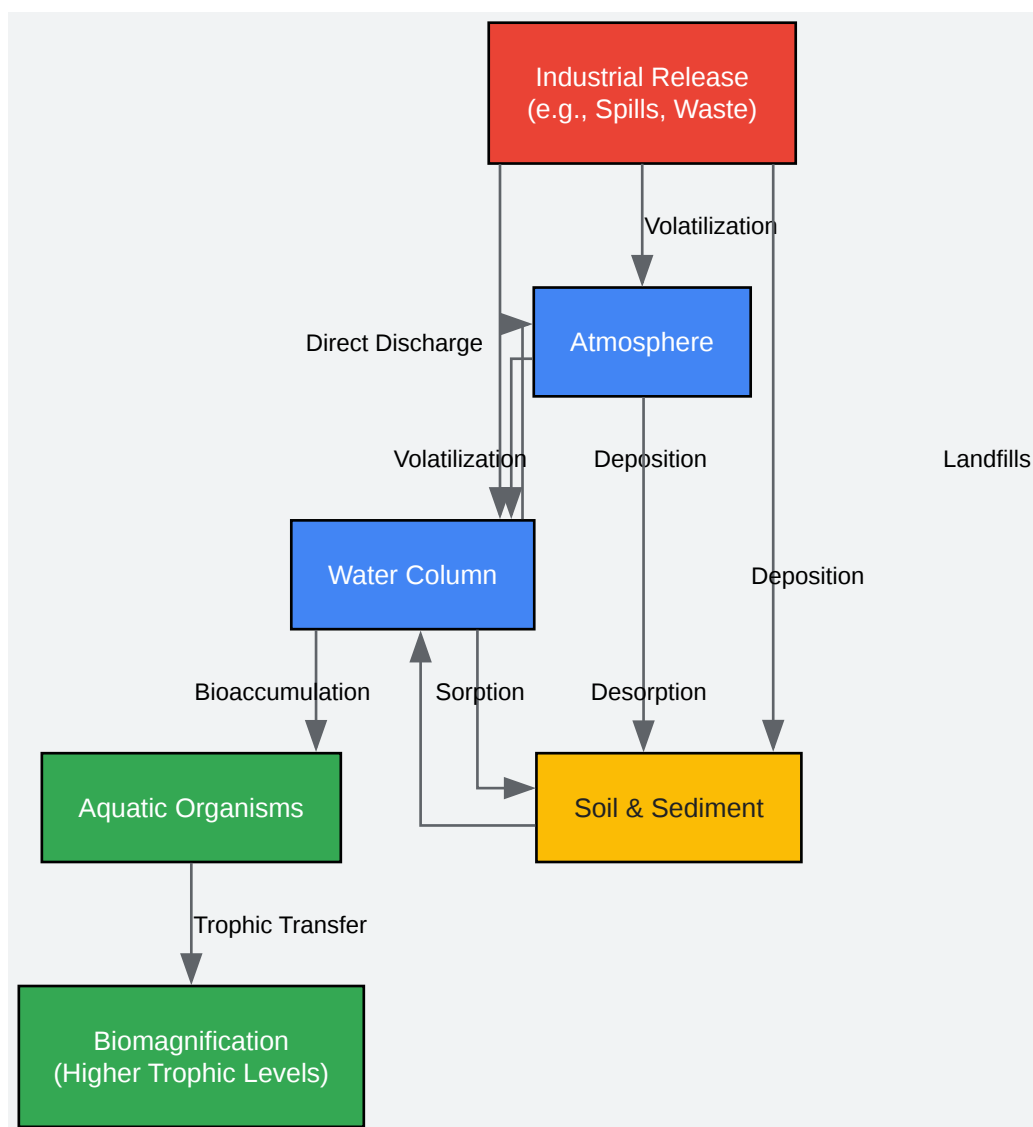 Industrial Release
(e.g., Spills, Waste)
Volatilization
Direct Discharge
Atmosphere
Volatilization
Deposition
Landfills
Water Column
Deposition
Bioaccumulation
Sorption
Desorption
Aquatic Organisms
Soil & Sediment
Trophic Transfer
Biomagnification
(Higher Trophic Levels)